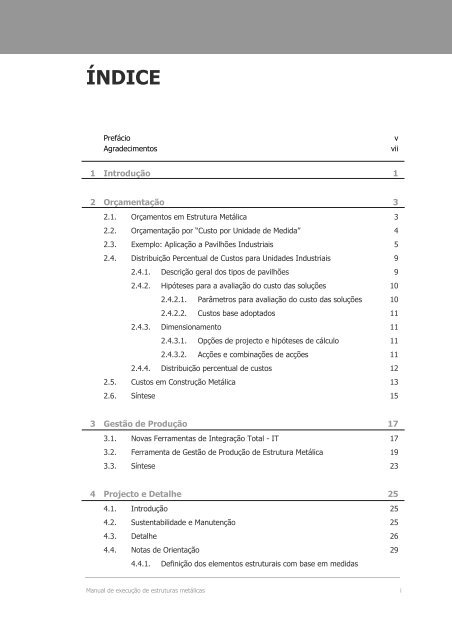 ÍNDICE
Prefácio v
Agradecimentos vii
1 Introdução 1
2 Orçamentação 3
2.1. Orçamentos em Estrutura Metálica 3
2.2. Orçamentação por "Custo por Unidade de Medida” 4
2.3. Exemplo: Aplicação a Pavilhões Industriais 5
2.4. Distribuição Percentual de Custos para Unidades Industriais 9
2.4.1. Descrição geral dos tipos de pavilhões 9
2.4.2. Hipóteses para a avaliação do custo das soluções 10
2.4.2.1. Parâmetros para avaliação do custo das soluções 10
2.4.2.2. Custos base adoptados 11
2.4.3. Dimensionamento 11
2.4.3.1. Opções de projecto e hipóteses de cálculo 11
2.4.3.2. Acções e combinações de acções 11
2.4.4. Distribuição percentual de custos 12
2.5. Custos em Construção Metálica 13
2.6. Síntese 15
3 Gestão de Produção 17
3.1. Novas Ferramentas de Integração Total - IT 17
3.2. Ferramenta de Gestão de Produção de Estrutura Metálica 19
3.3. Síntese 23
4 Projecto e Detalhe 25
4.1. Introdução 25
4.2. Sustentabilidade e Manutenção 25
4.3. Detalhe 26
4.4. Notas de Orientação 29
4.4.1. Definição dos elementos estruturais com base em medidas
Manual de execução de estruturas metálicas i